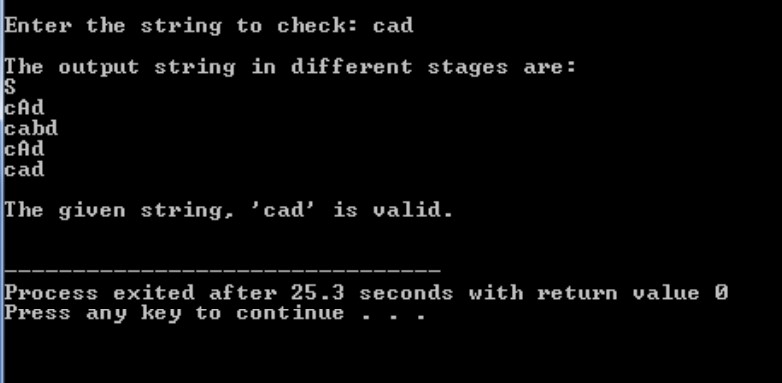 Enter the string to check: cad
The output string in different stages are:
S
cAd
cabd
cAd
cad
The given string, 'cad' is valid.
--------------------------------
Process exited after 25.3 seconds with return value 0
Press any key to continue . . .